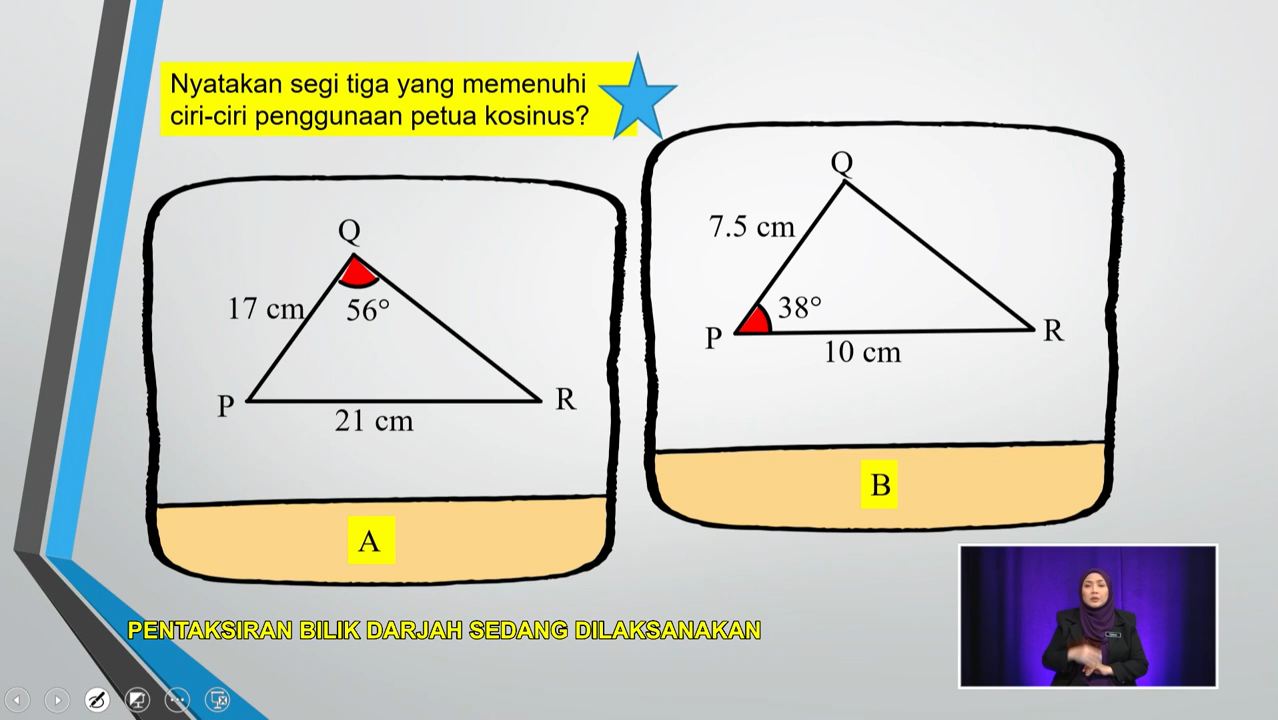 Nyatakan segi tiga yang memenuhi
ciri-ciri penggunaan petua kosinus?
Q
17 cm
56°
P
R
21 cm
A
Q
7.5 cm
38°
P
R
10 cm
B
PENTAKSIRAN BILIK DARJAH SEDANG DILAKSANAKAN